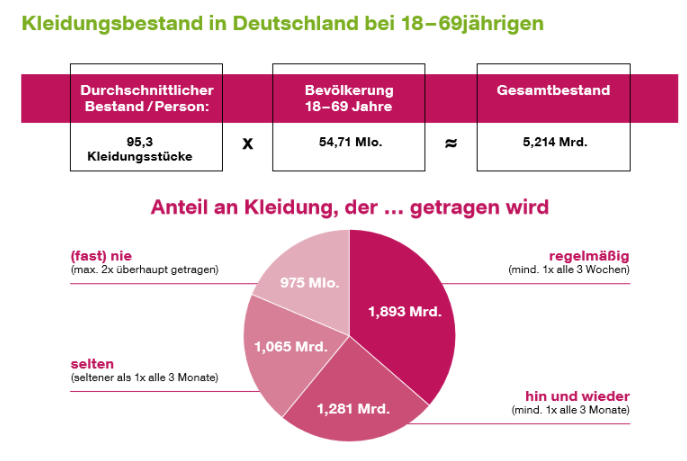 Kleidungsbestand in Deutschland bei 18–69jährigen
Durchschnittlicher
Bestand/Person:
Bevölkerung
18–69 Jahre
Gesamtbestand
95,3
Kleidungsstücke
x
54,71 Mlo.
≈
5,214 Mrd.
Anteil an Kleidung, der ... getragen wird
(fast) nie
(max. 2x überhaupt getragen)
975 Mlo.
regelmäßig
(mind. 1x alle 3 Wochen)
1,893 Mrd.
selten
(seltener als 1x alle 3 Monate)
1,065 Mrd.
hin und wieder
(mind. 1x alle 3 Monate)
1,281 Mrd.